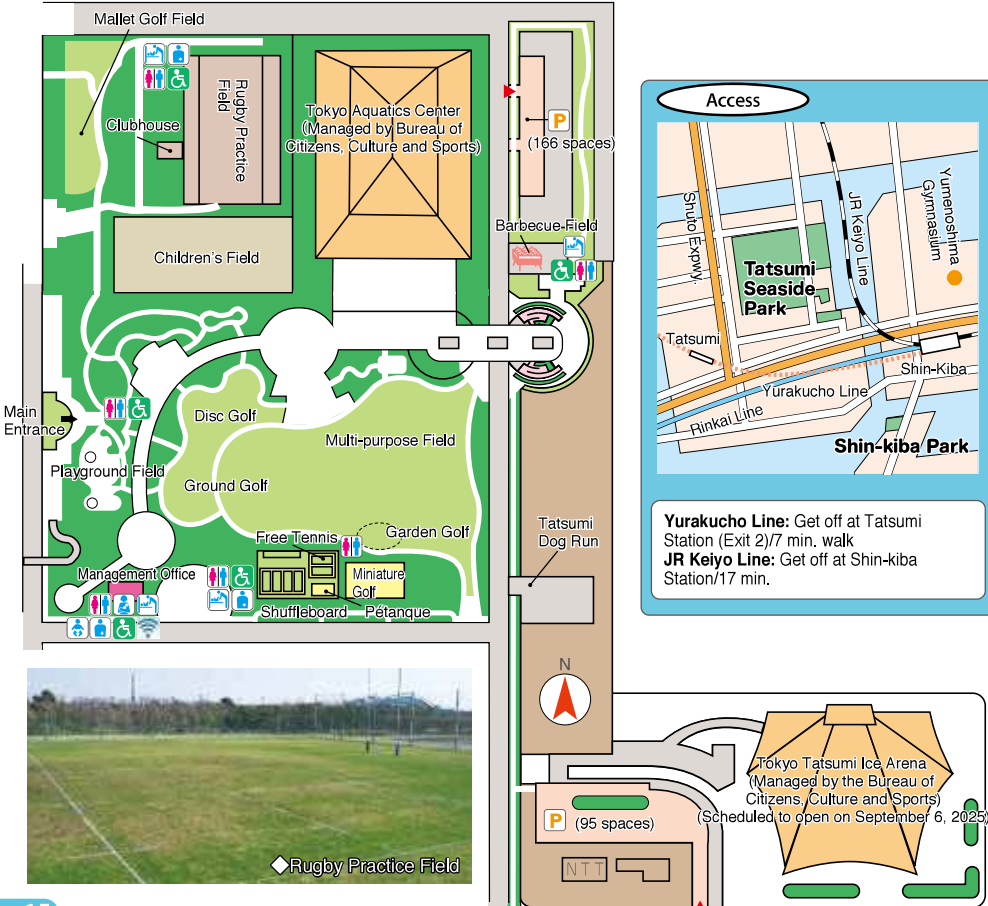 Mallet Golf Field
Clubhouse
Rugby Practice
Field
Tokyo Aquatics Center
(Managed by Bureau of
Citizens, Culture and Sports)
P
(166 spaces)
Barbecue Field
Children's Field
Main
Entrance
Disc Golf
Multi-purpose Field
Playground Field
Ground Golf
Garden Golf
Free Tennis
Management Office
Miniature
Golf
Shuffleboard
Pétanque
Tatsumi
Dog Run
N
Access
Shuto Expwy.
JR Keiyo Line
Yumenoshima
Gymnasium
Tatsumi
Seaside
Park
Tatsumi
Shin-Kiba
Yurakucho Line
Rinkai Line
Shin-kiba Park
Yurakucho Line: Get off at Tatsumi
Station (Exit 2)/7 min. walk
JR Keiyo Line: Get off at Shin-kiba
Station/17 min.
Tokyo Tatsumi Ice Arena
(Managed by the Bureau of
Citizens, Culture and Sports)
(Scheduled to open on September 6, 2025)
P
(95 spaces)
NTT
◇Rugby Practice Field